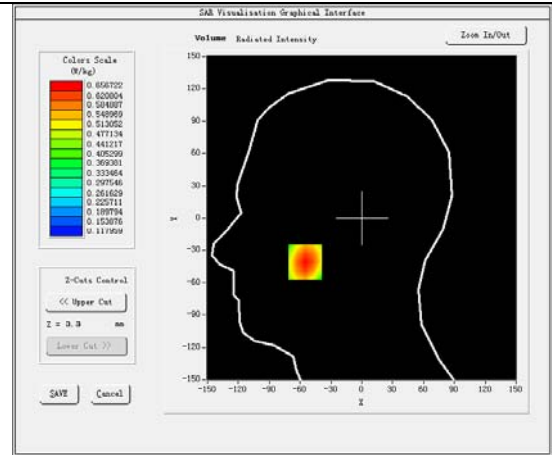 SAR Visualisation Graphical Interface
Volume Radiated Intensity
Zoom In/Out
Colors Scale
(W/kg)
0.656722
0.620804
0.584887
0.548969
0.513052
0.477134
0.441217
0.405299
0.369381
0.333464
0.297546
0.261629
0.225711
0.189794
0.153876
0.117959
150
120
90
60
30
0
-30
-60
-90
-120
-150
Y
-150 -120 -90 -60 -30 0 30 60 90 120 150
X
Z-Cuts Control
<< Upper Cut
Z = 3.0 mm
Lower Cut >>
SAVE Cancel